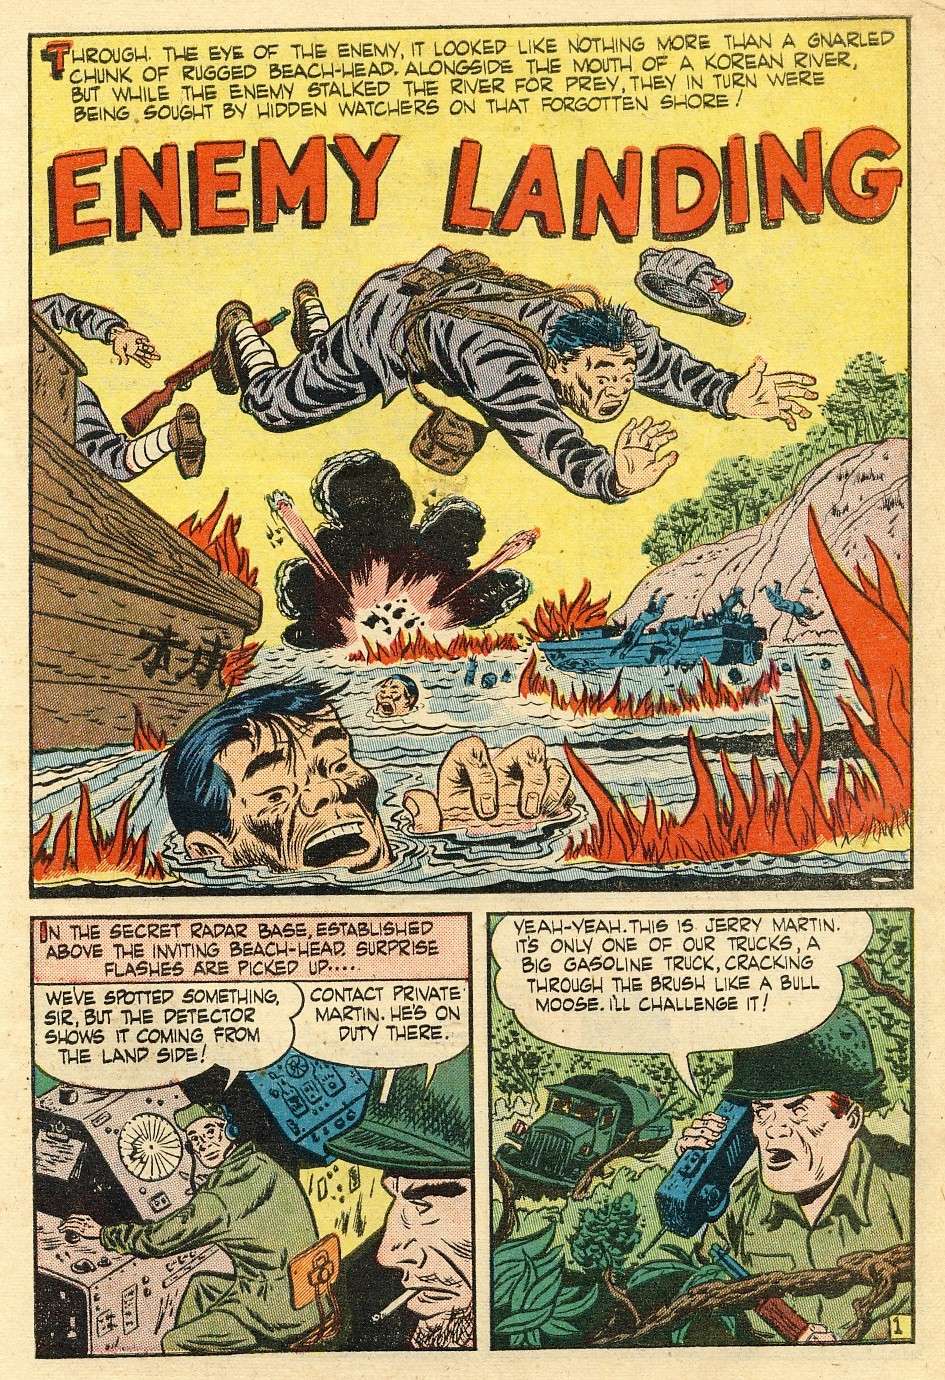 THROUGH. THE EYE OF THE ENEMY, IT LOOKED LIKE NOTHING MORE THAN A GNARLED
CHUNK OF RUGGED BEACH-HEAD. ALONGSIDE THE MOUTH OF A KOREAN RIVER,
BUT WHILE THE ENEMY STALKED THE RIVER FOR PREY, THEY IN TURN WERE
BEING SOUGHT BY HIDDEN WATCHERS ON THAT FORGOTTEN SHORE!
ENEMY LANDING
IN THE SECRET RADAR BASE, ESTABLISHED
ABOVE THE INVITING BEACH-HEAD. SURPRISE
FLASHES ARE PICKED UP....
WE'VE SPOTTED SOMETHING,
SIR, BUT THE DETECTOR
SHOWS IT COMING FROM
THE LAND SIDE!
CONTACT PRIVATE
MARTIN. HE'S ON
DUTY THERE.
YEAH-YEAH. THIS IS JERRY MARTIN.
IT'S ONLY ONE OF OUR TRUCKS, A
BIG GASOLINE TRUCK, CRACKING
THROUGH THE BRUSH LIKE A BULL
MOOSE. I'LL CHALLENGE IT!
1